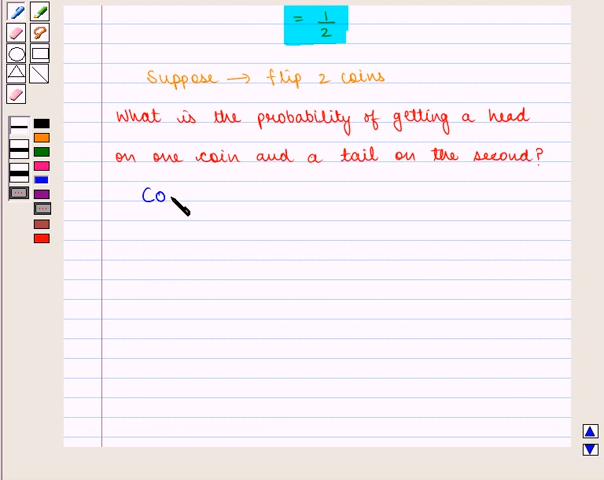 = 1/2
Suppose → flip 2 coins
What is the probability of getting a head
on one coin and a tail on the second?
Co